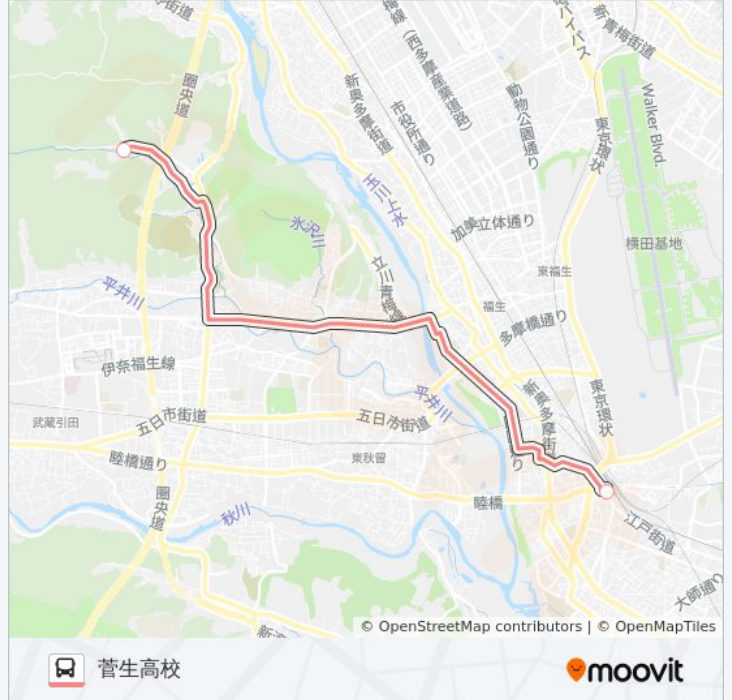 街道
梅線(西多摩産業道路)
バイパス
青梅街道
圏央道
新奥多摩街道
市役所通り
動物公園通り
Walker Blvd.
東京環状
玉川上水
氷沢川
加美立体通り
横田基地
立川青梅
東福生
平井川
福生
多摩橋通り
伊奈福生線
平井川
新奥多摩街
東京環状
武蔵引田
五日市街道
五日市街道
睦橋通り
東秋留
り
圏央道
睦橋
秋川
江戸街道
大師通り
© OpenStreetMap contributors | © OpenMapTiles
菅生高校
moovit